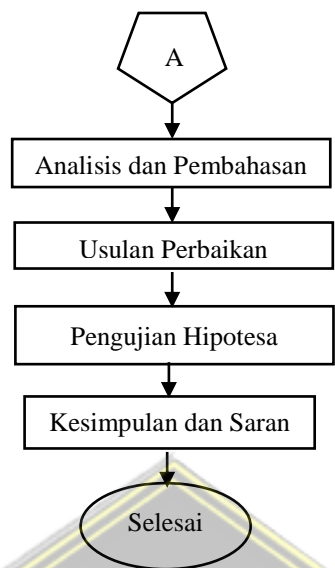 A
Analisis dan Pembahasan
Usulan Perbaikan
Pengujian Hipotesa
Kesimpulan dan Saran
Selesai